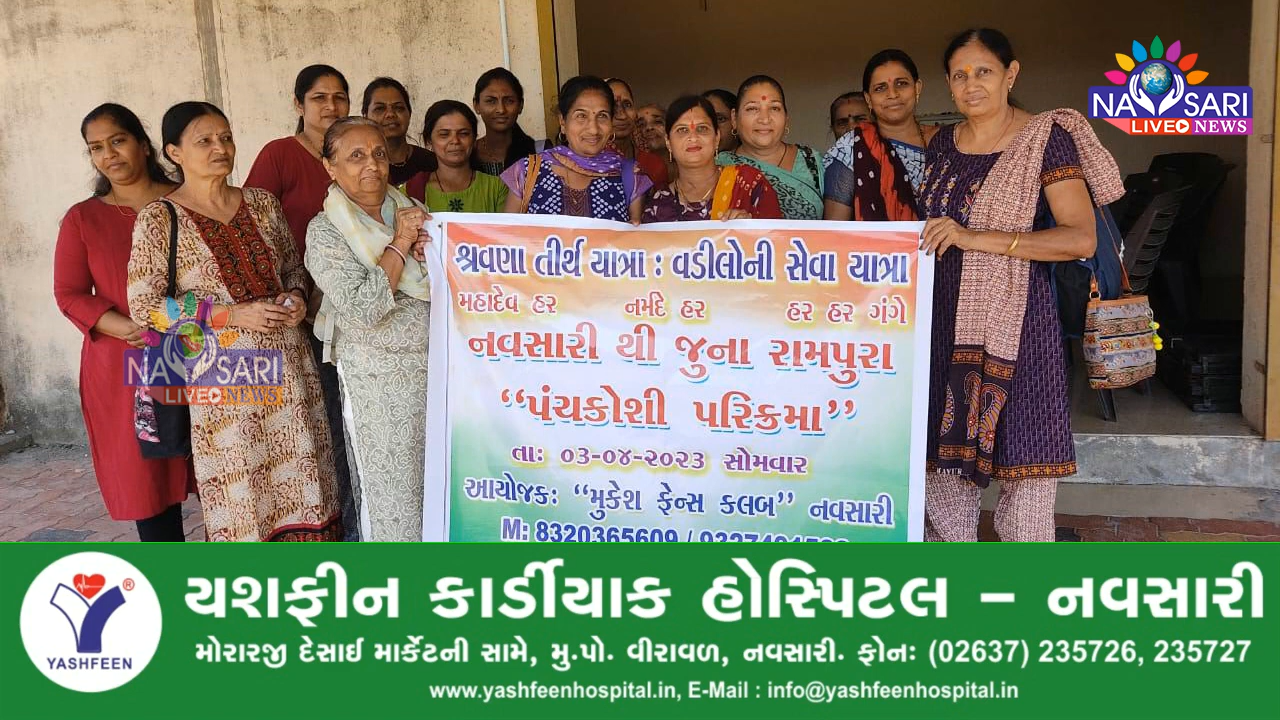 NAVSARI
LIVE NEWS
શ્રવણા તીર્થ યાત્રા : વડીલોની સેવા યાત્રા
મહાદેવ હર નર્મદે હર હર હર ગંગે
નવસારી થી જુના રામપુરા
“પંચકોશી પરિક્રમા”
તાઃ ૦૩-૦૪-૨૦૨૩ સોમવાર
આયોજકઃ “મુકેશ ફેન્સ કલબ” નવસારી
M: 8320365609 /
NAVSARI
LIVE NEWS
યશફીન કાર્ડીયાક હોસ્પિટલ – નવસારી
મોરારજી દેસાઈ માર્કેટની સામે, મુ.પો. વીરાવળ, નવસારી. ફોનઃ (02637) 235726, 235727
www.yashfeenhospital.in, E-Mail : info@yashfeenhospital.in
YASHFEEN
®